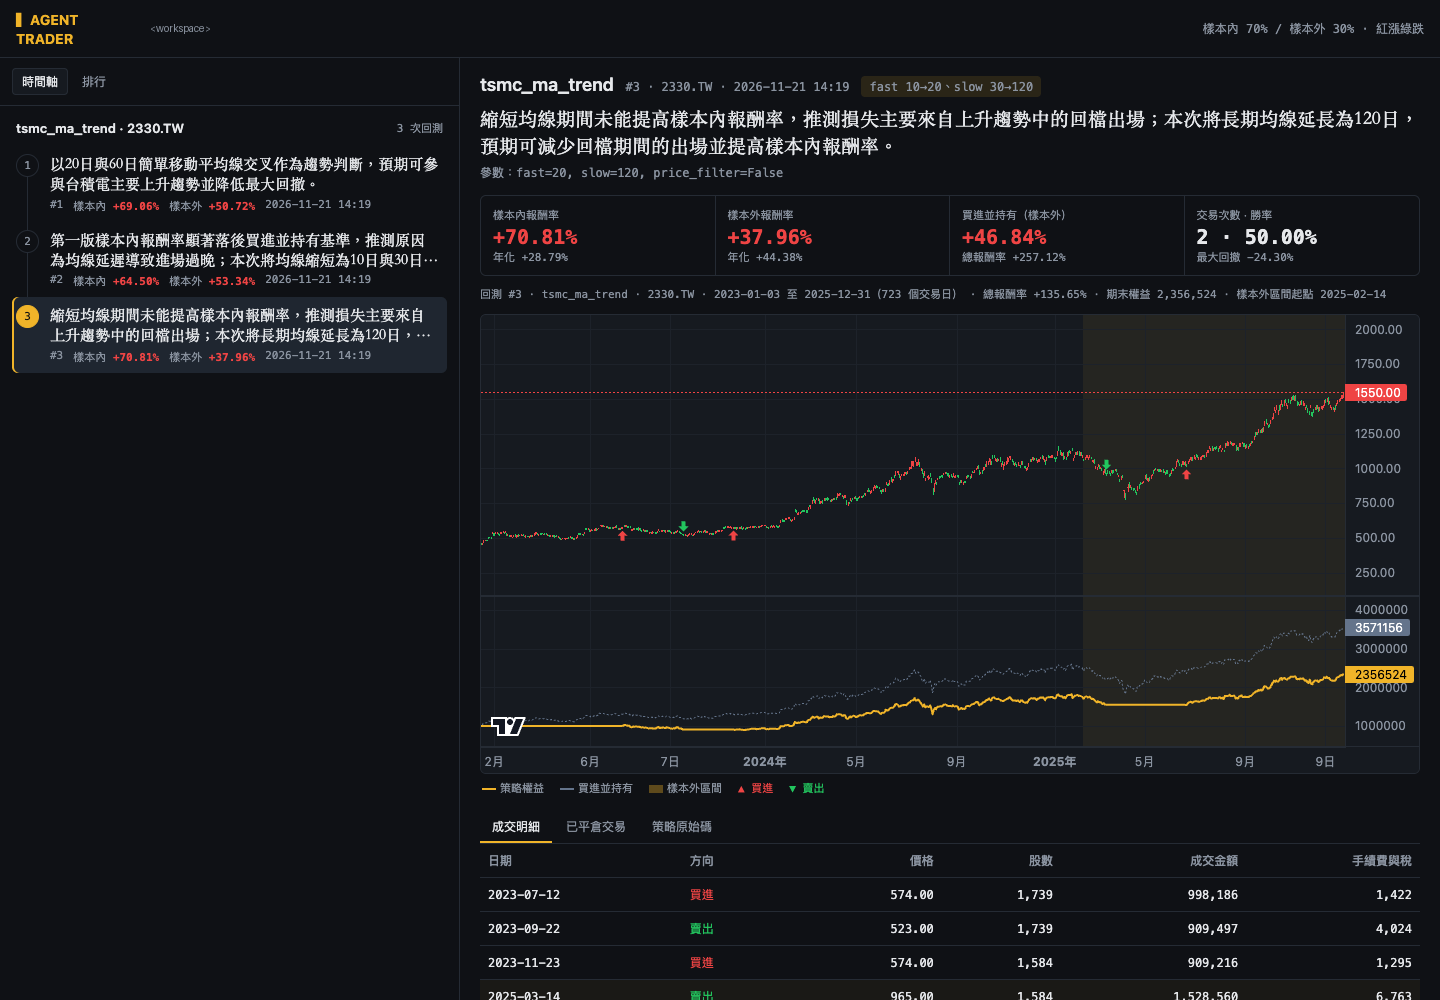 AGENT
TRADER
<workspace>
樣本內 70% / 樣本外 30% · 紅漲綠跌
時間軸 排行
tsmc_ma_trend · 2330.TW 3 次回測
1
以20日與60日簡單移動平均線交叉作為趨勢判斷，預期可參
與台積電主要上升趨勢並降低最大回撤。
#1 樣本內 +69.06% 樣本外 +50.72% 2026-11-21 14:19
2
第一版樣本內報酬率顯著落後買進並持有基準，推測原因
為均線延遲導致進場過晚；本次將均線縮短為10日與30日…
#2 樣本內 +64.50% 樣本外 +53.34% 2026-11-21 14:19
3
縮短均線期間未能提高樣本內報酬率，推測損失主要來自
上升趨勢中的回檔出場；本次將長期均線延長為120日，…
#3 樣本內 +70.81% 樣本外 +37.96% 2026-11-21 14:19
tsmc_ma_trend #3 · 2330.TW · 2026-11-21 14:19 fast 10→20、slow 30→120
縮短均線期間未能提高樣本內報酬率，推測損失主要來自上升趨勢中的回檔出場；本次將長期均線延長為120日，
預期可減少回檔期間的出場並提高樣本內報酬率。
參數：fast=20, slow=120, price_filter=False
樣本內報酬率 樣本外報酬率 買進並持有（樣本外） 交易次數 · 勝率
+70.81% +37.96% +46.84% 2 · 50.00%
年化 +28.79% 年化 +44.38% 總報酬率 +257.12% 最大回撤 -24.30%
回測 #3 · tsmc_ma_trend · 2330.TW · 2023-01-03 至 2025-12-31（723 個交易日） · 總報酬率 +135.65% · 期末權益 2,356,524 · 樣本外區間起點 2025-02-14
2000.00
1750.00
1550.00
1250.00
1000.00
750.00
500.00
250.00
4000000
3571156
3000000
2356524
2000000
1000000
2月 6月 7日 2024年 5月 9月 2025年 5月 9月 9日
策略權益 買進並持有 樣本外區間 ▲ 買進 ▼ 賣出
成交明細 已平倉交易 策略原始碼
日期 方向 價格 股數 成交金額 手續費與稅
2023-07-12 買進 574.00 1,739 998,186 1,422
2023-09-22 賣出 523.00 1,739 909,497 4,024
2023-11-23 買進 574.00 1,584 909,216 1,295
2025-03-14 賣出 965.00 1,584 1,528,560 6,763